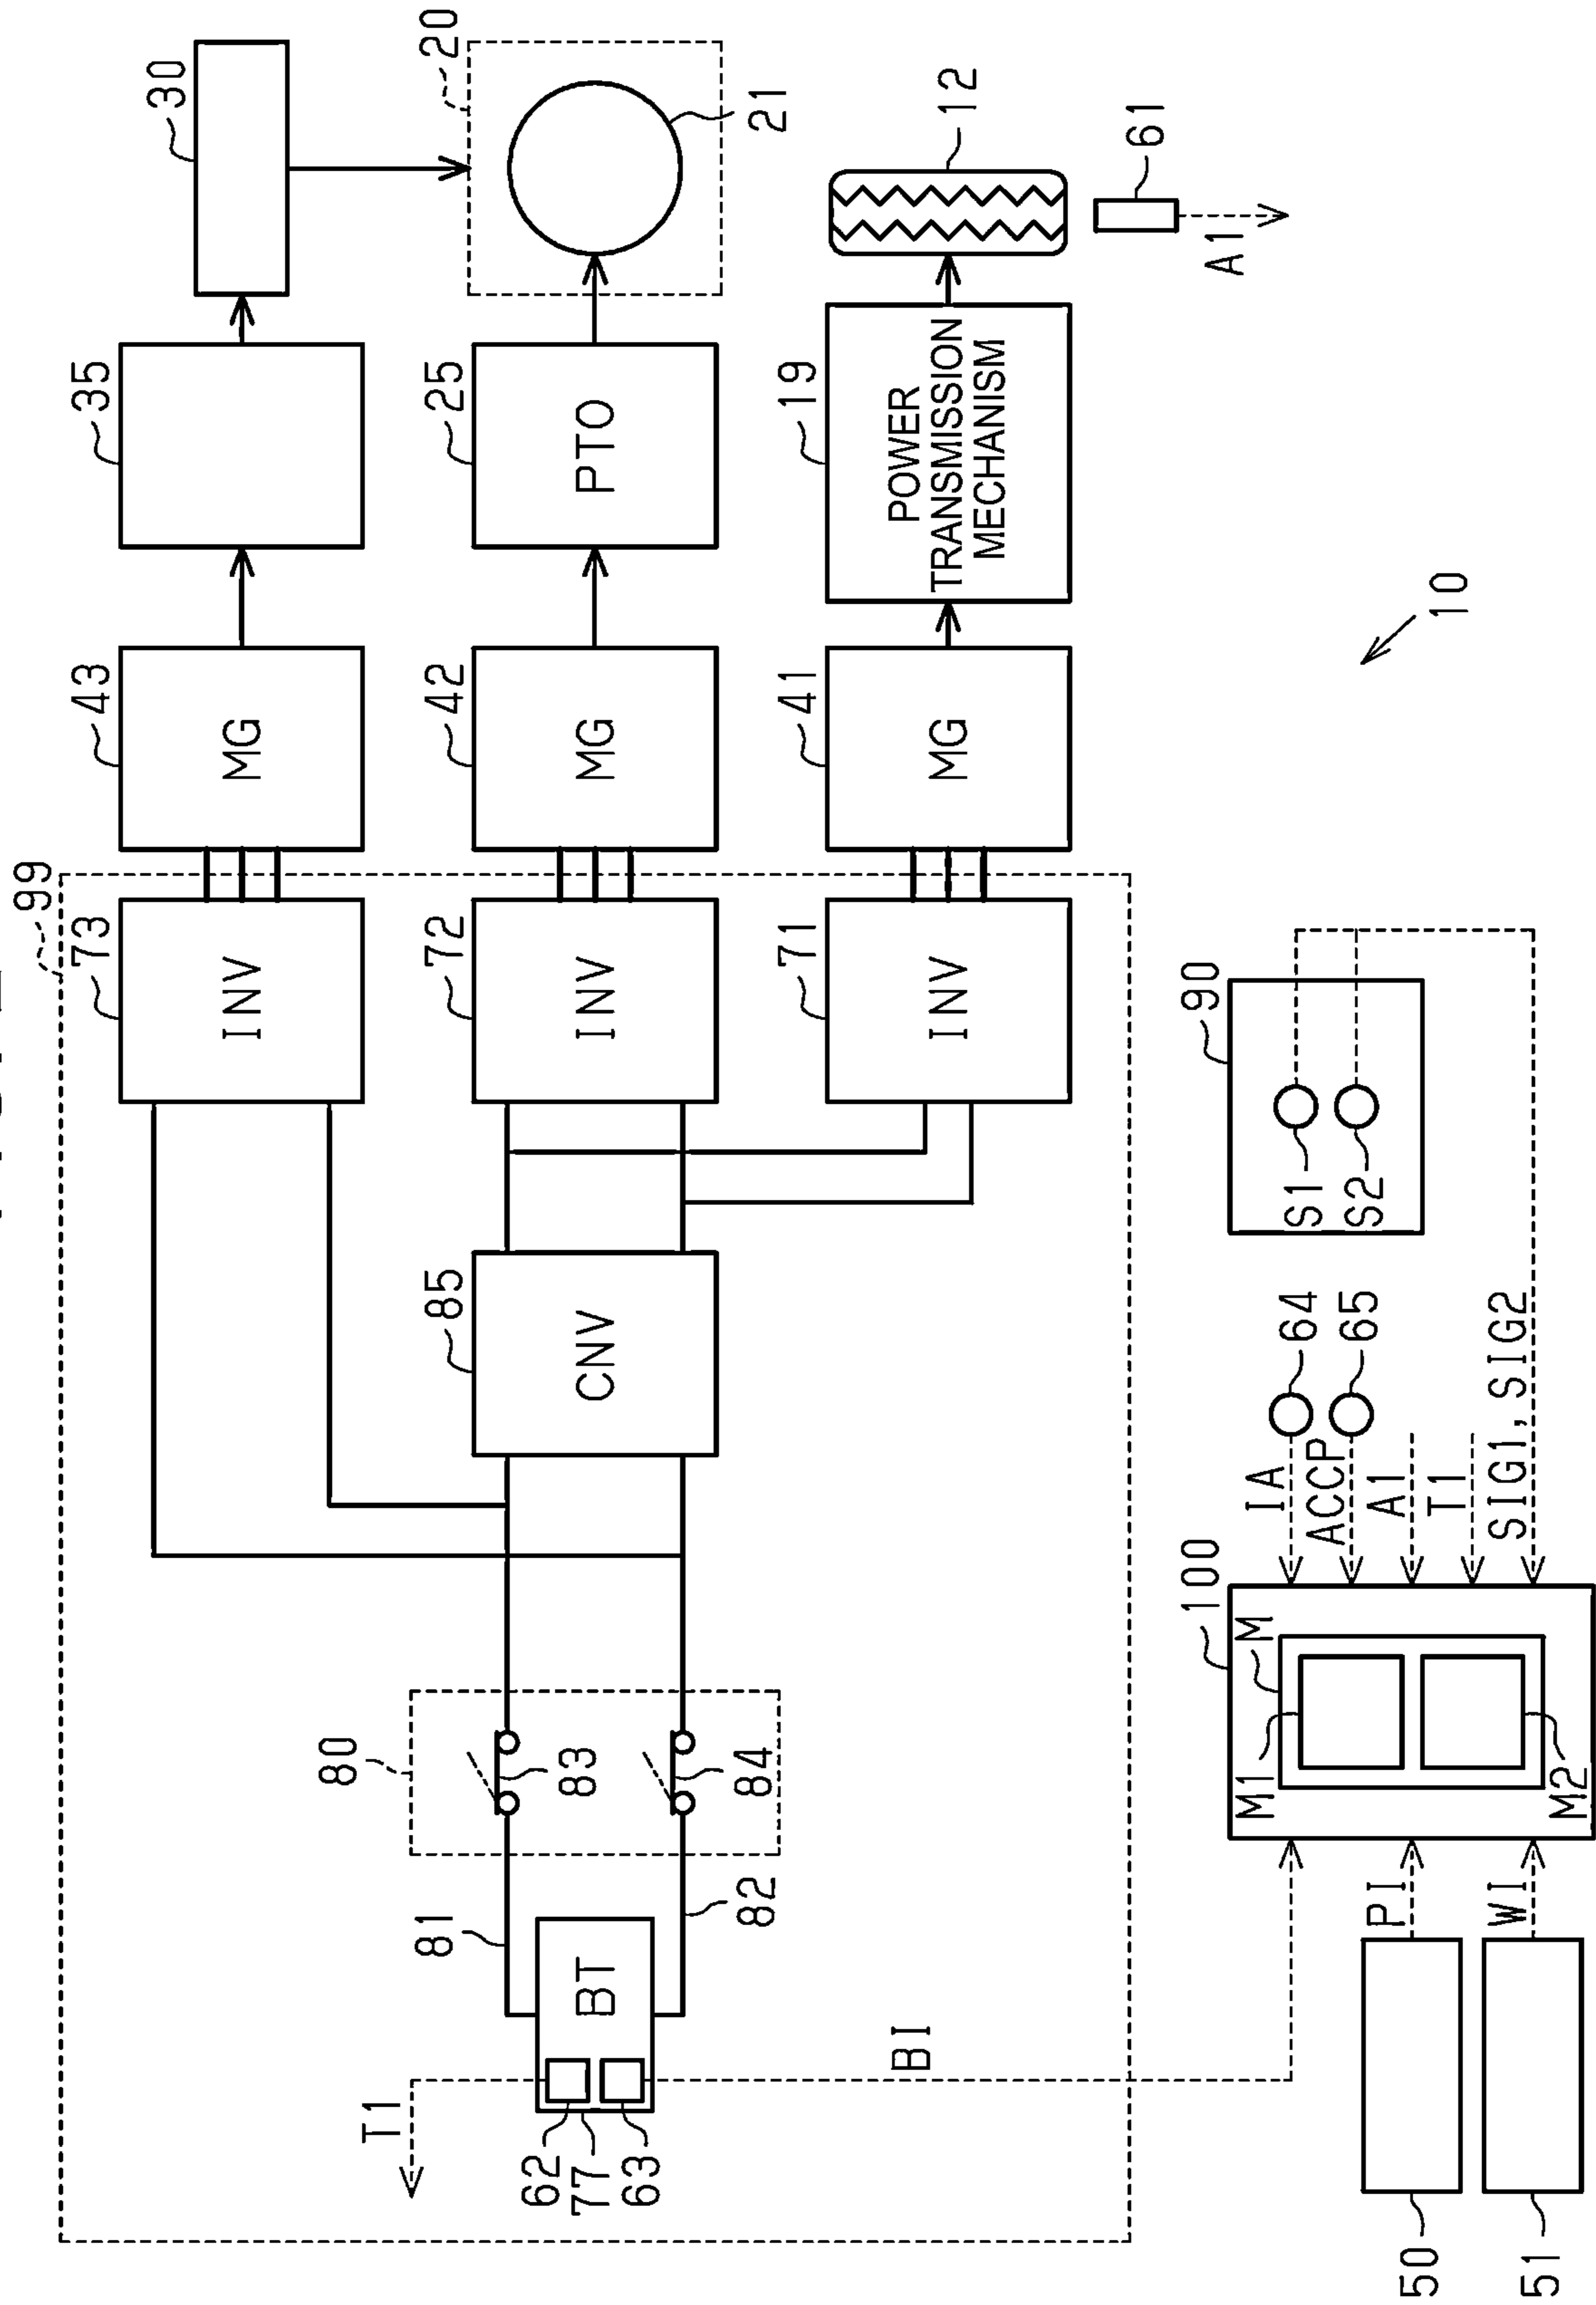 99
73
INV
43
MG
35
30
72
INV
42
MG
25
PTO
20
21
71
INV
41
MG
19
POWER
TRANSMISSION
MECHANISM
12
61
A1
85
CNV
80
83
84
81
82
BT
T1
62
77
63
BI
10
90
S1
S2
64
65
IA
ACCP
A1
T1
SIG1, SIG2
100
M
M1
M2
PI
WI
50
51